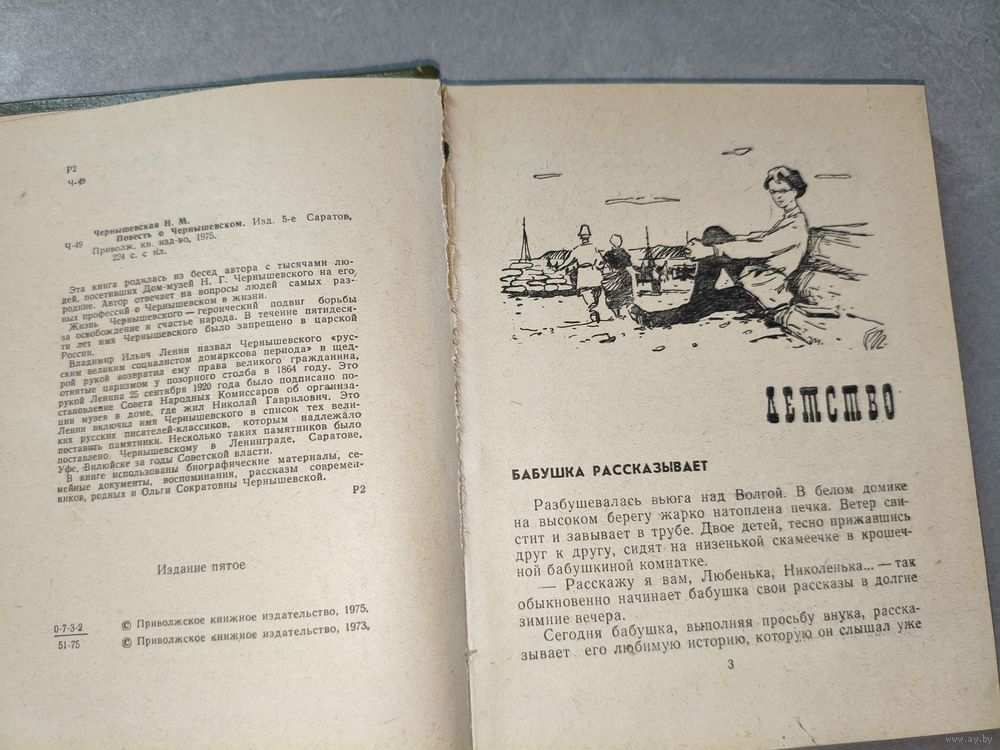 Р2
Ч-49
Чернышевская Н. М.
Ч-49 Повесть о Чернышевском. Изд. 5-е. Саратов,
Приволж. кн. изд-во, 1975.
224 с. с ил.
Эта книга родилась из бесед автора с тысячами лю-
дей, посетивших Дом-музей Н. Г. Чернышевского на его
родине. Автор отвечает на вопросы людей самых раз-
ных профессий о Чернышевском в жизни.
Жизнь Чернышевского — героический подвиг борьбы
за освобождение и счастье народа. В течение пятидеся-
ти лет имя Чернышевского было запрещено в царской
России.
Владимир Ильич Ленин назвал Чернышевского «рус-
ским великим социалистом домарксова периода» и щед-
рой рукой возвратил ему права великого гражданина,
отнятые царизмом у позорного столба в 1864 году. Это
рукой Ленина 25 сентября 1920 года было подписано по-
становление Совета Народных Комиссаров об организа-
ции музея в доме, где жил Николай Гаврилович. Это
Ленин включил имя Чернышевского в список тех вели-
ких русских писателей-классиков, которым надлежало
поставить памятники. Несколько таких памятников было
поставлено Чернышевскому в Ленинграде, Саратове,
Уфе, Вилюйске за годы Советской власти.
В книге использованы биографические материалы, се-
мейные документы, воспоминания, рассказы современ-
ников, родных и Ольги Сократовны Чернышевской.
Р2
Издание пятое
0-7-3-2
51-75
© Приволжское книжное издательство, 1975.
© Приволжское книжное издательство, 1973.
ДЕТСТВО
БАБУШКА РАССКАЗЫВАЕТ
Разбушевалась вьюга над Волгой. В белом домике
на высоком берегу жарко натоплена печка. Ветер сви-
стит и завывает в трубе. Двое детей, тесно прижавшись
друг к другу, сидят на низенькой скамеечке в крошеч-
ной бабушкиной комнатке.
— Расскажу я вам, Любенька, Николенька... — так
обыкновенно начинает бабушка свои рассказы в долгие
зимние вечера.
Сегодня бабушка, выполняя просьбу внука, расска-
зывает его любимую историю, которую он слышал уже
3
www.ay.by